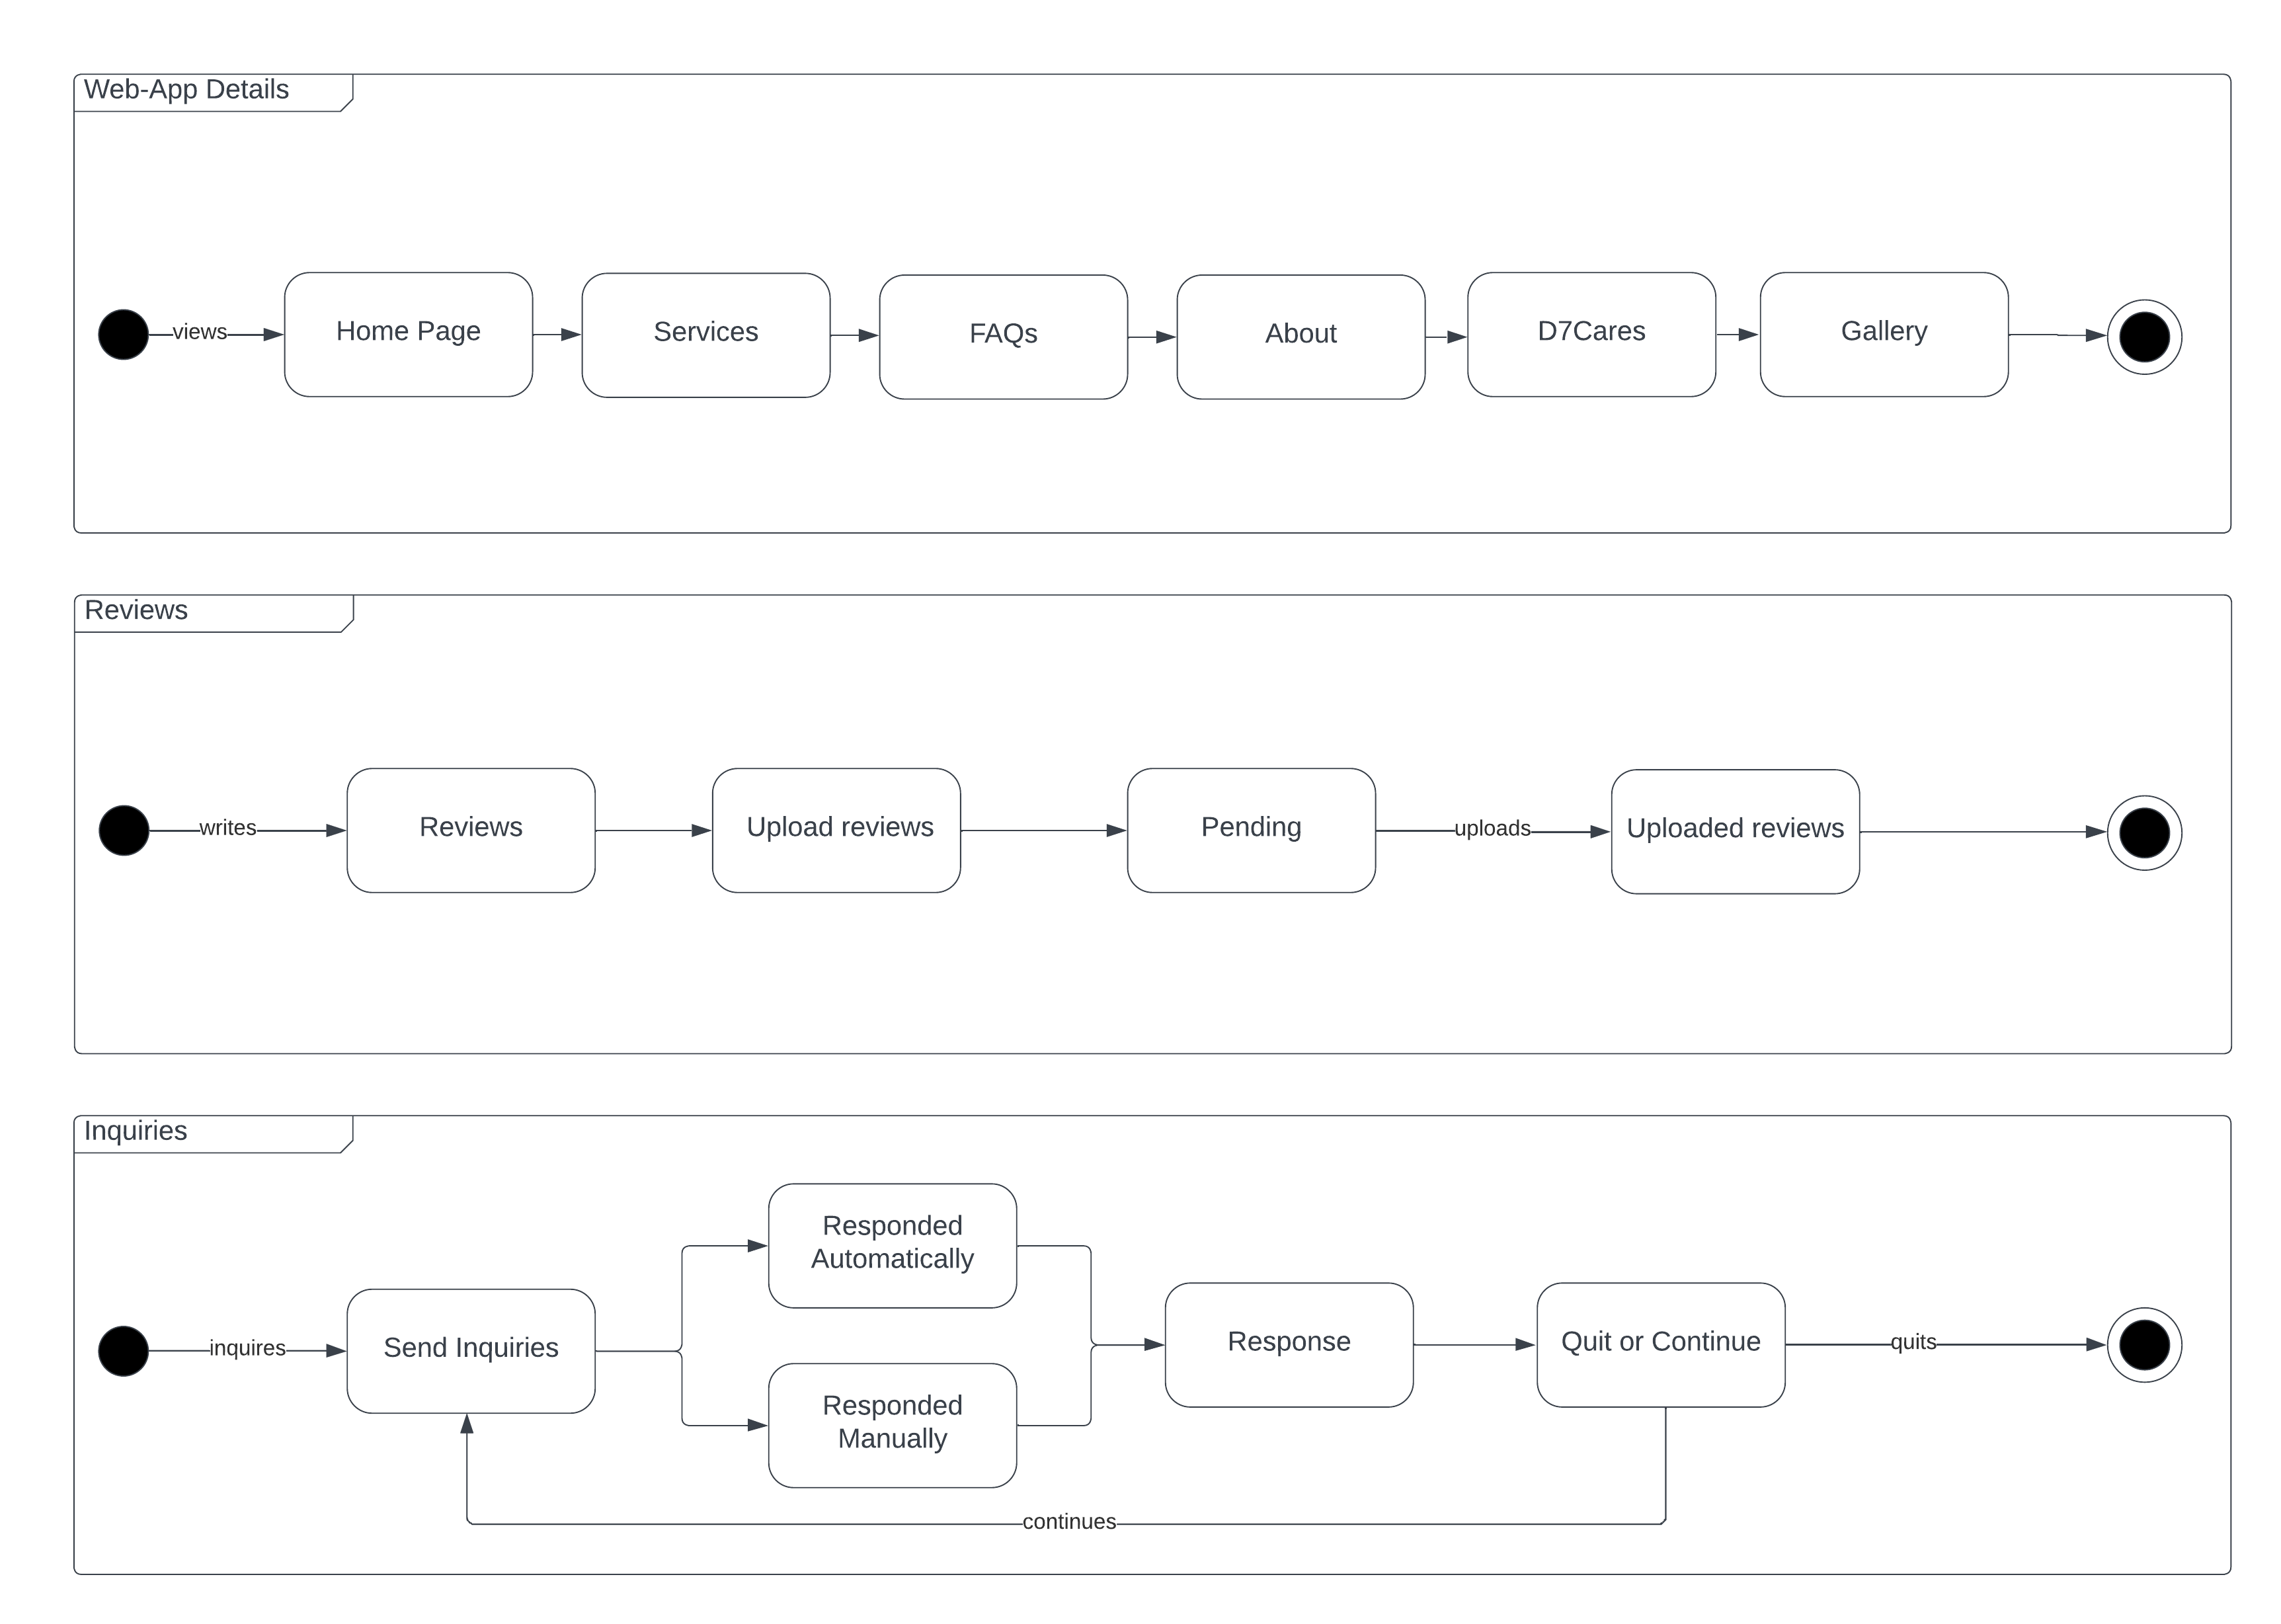 Web-App Details
views
Home Page
Services
FAQs
About
D7Cares
Gallery
Reviews
writes
Reviews
Upload reviews
Pending
uploads
Uploaded reviews
Inquiries
inquires
Send Inquiries
Responded
Automatically
Responded
Manually
Response
Quit or Continue
quits
continues